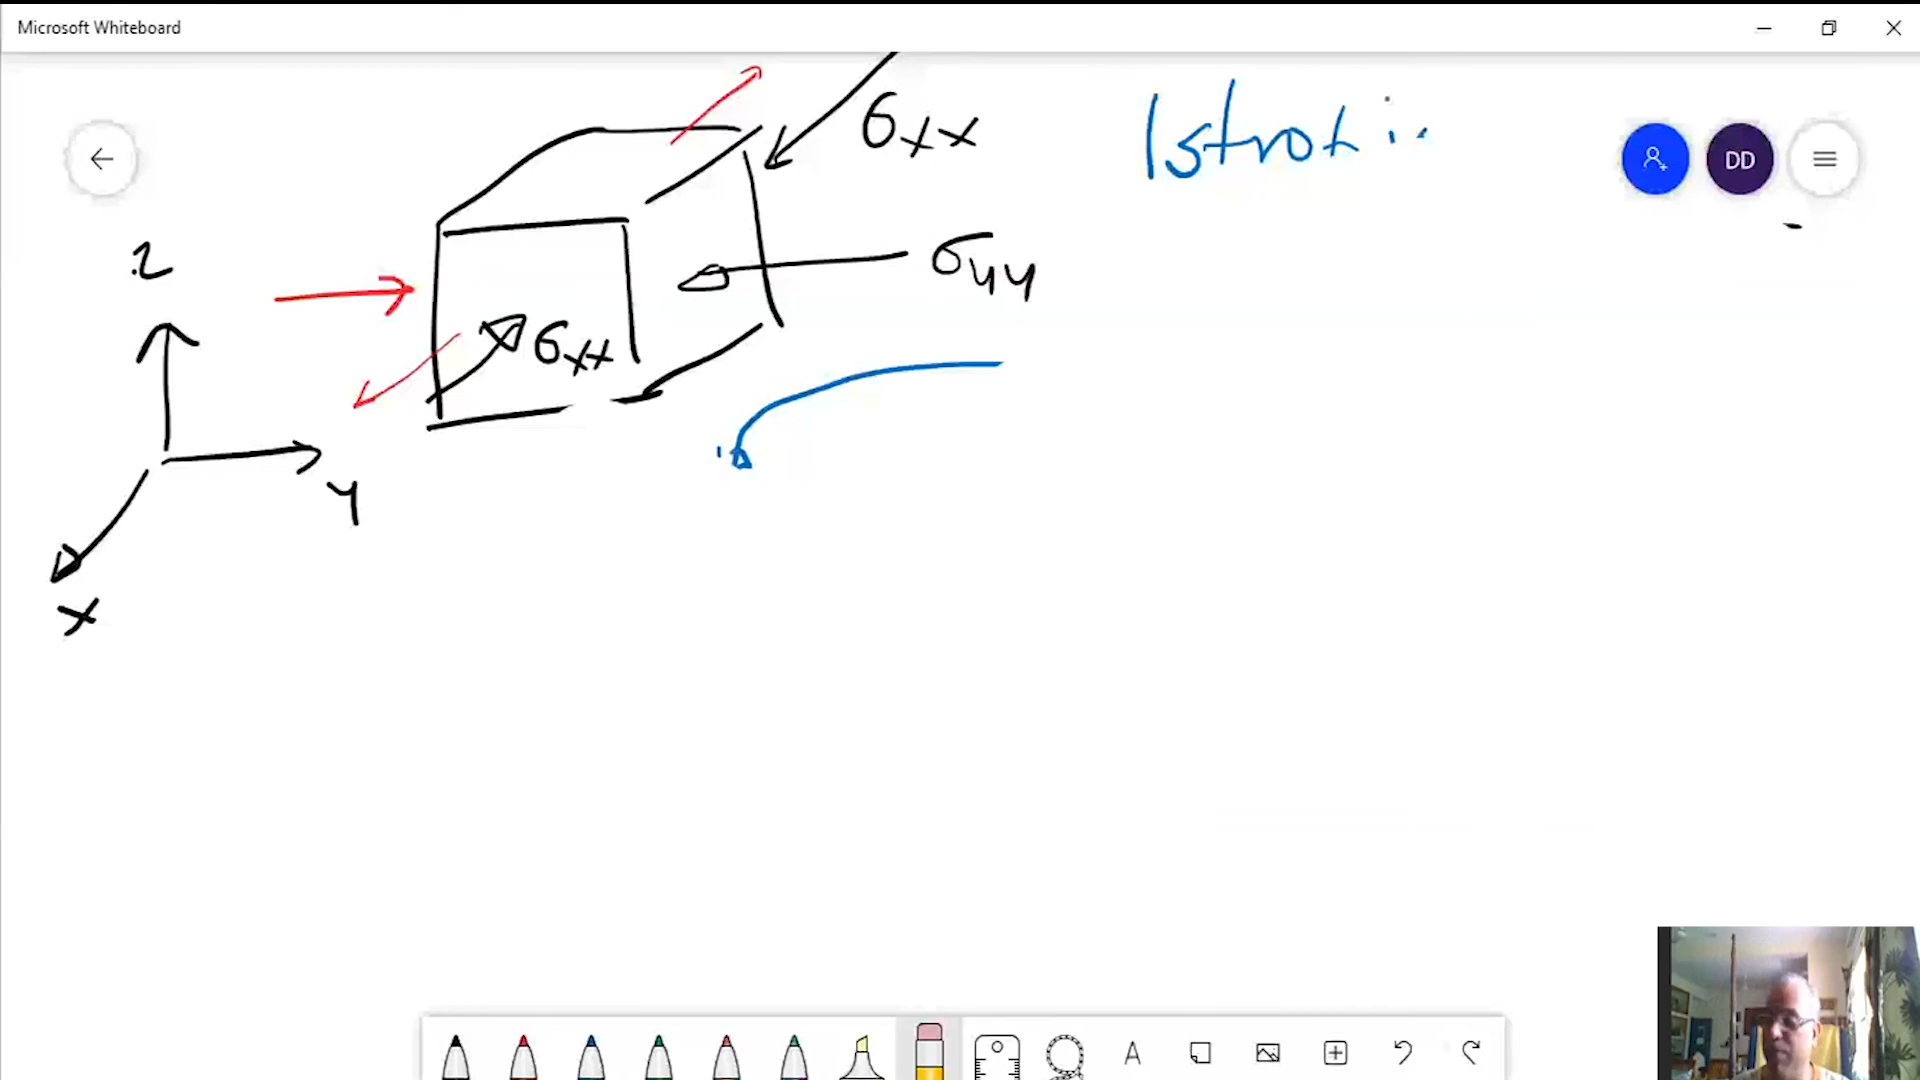 Microsoft Whiteboard
σxx
Istrot
DD
z
σyy
σxx
y
x
A